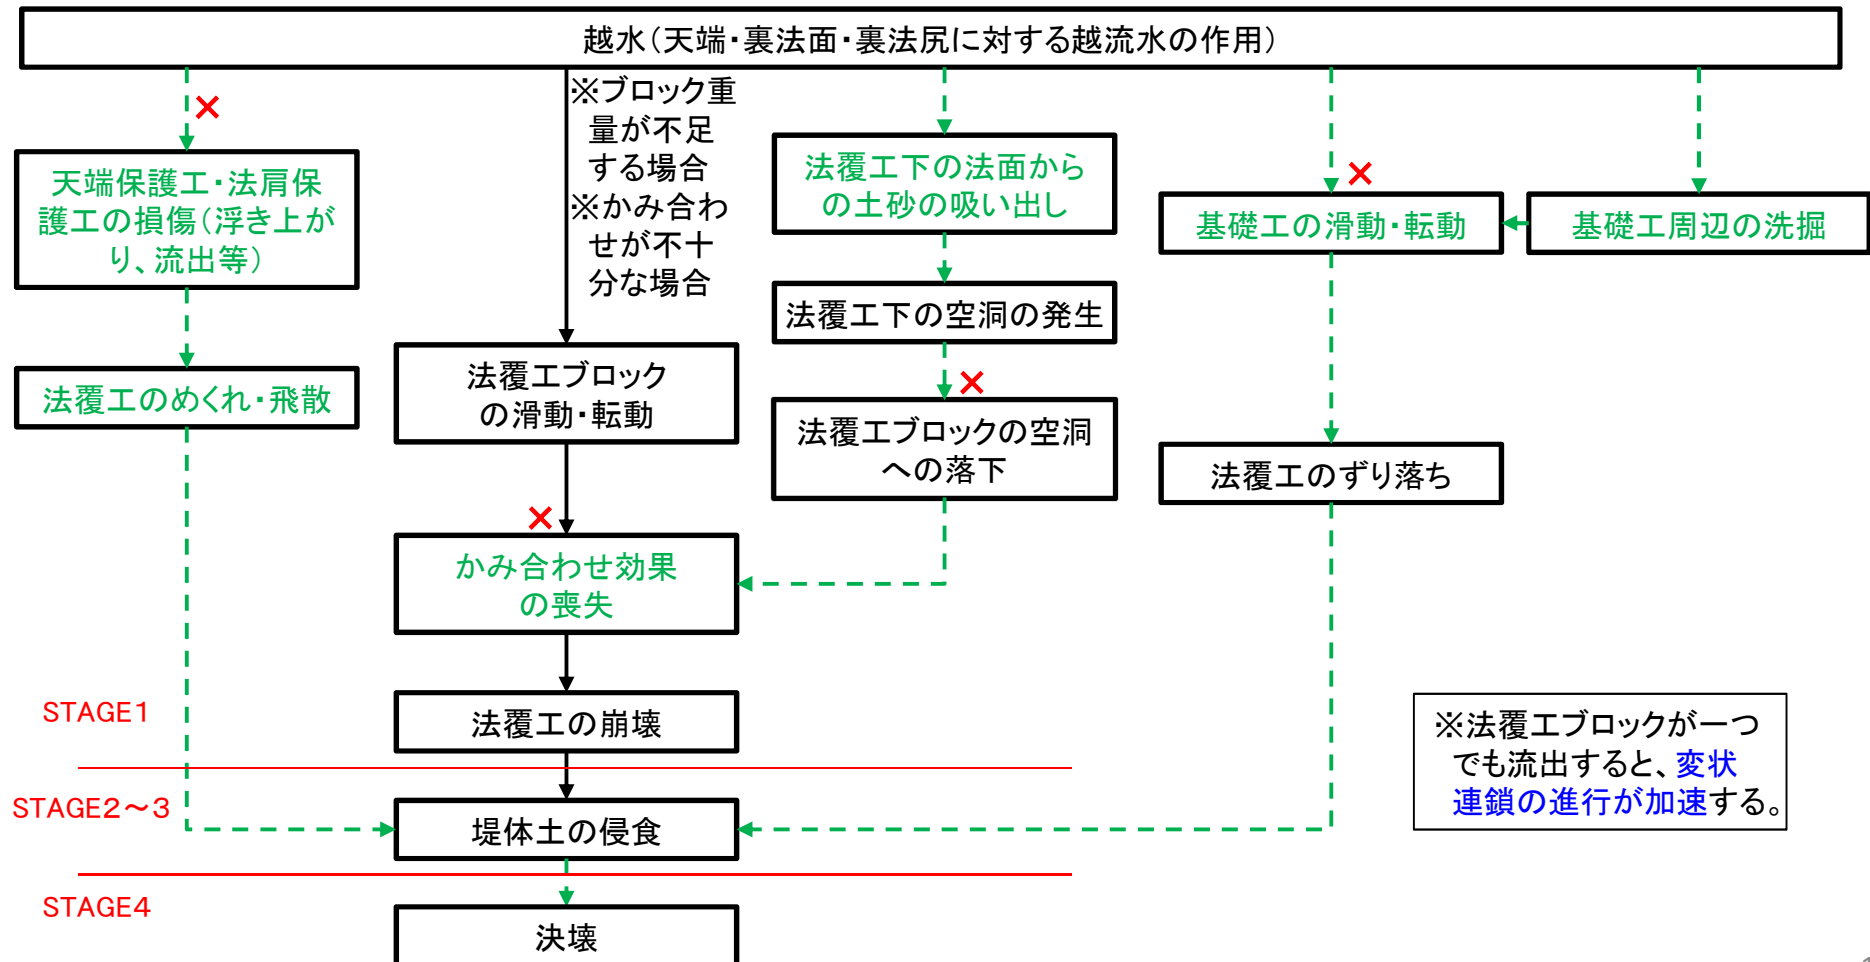 越水（天端・裏法面・裏法尻に対する越流水の作用）
※ブロック重
量が不足
する場合
※かみ合わ
せが不十
分な場合
天端保護工・法肩保
護工の損傷（浮き上が
り、流出等）
法覆工下の法面から
の土砂の吸い出し
基礎工の滑動・転動
基礎工周辺の洗掘
法覆工下の空洞の発生
法覆工のめくれ・飛散
法覆工ブロック
の滑動・転動
法覆工ブロックの空洞
への落下
法覆工のずり落ち
かみ合わせ効果
の喪失
STAGE1
法覆工の崩壊
※法覆工ブロックが一つ
でも流出すると、変状
連鎖の進行が加速する。
STAGE2～3
堤体土の侵食
STAGE4
決壊